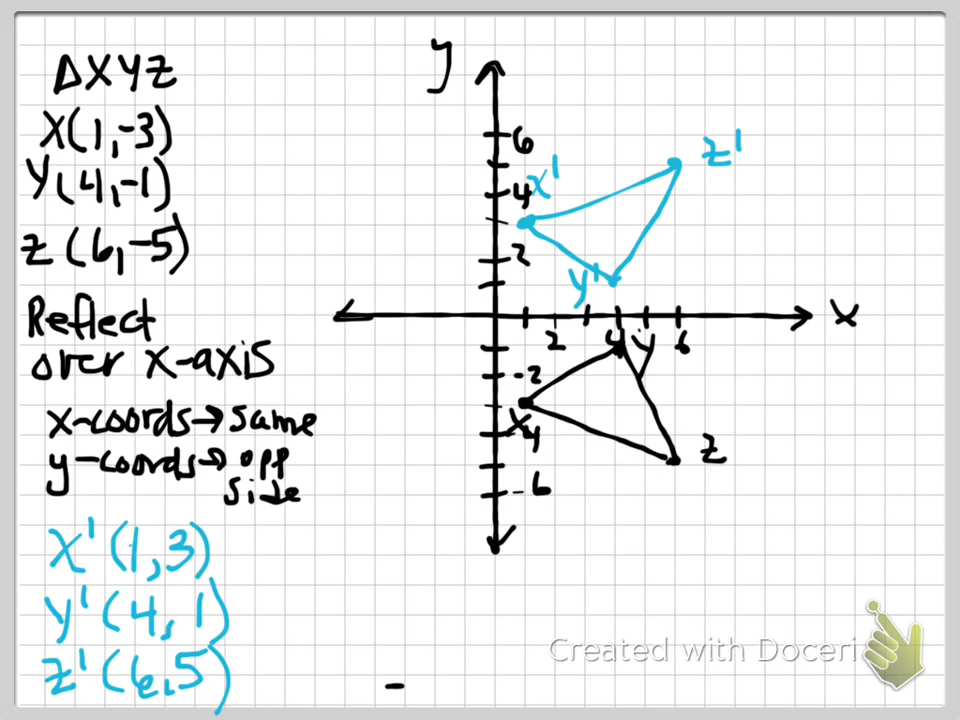 ΔXYZ
X(1,-3)
Y(4,-1)
Z(6,-5)
Reflect
over x-axis
x-coords→same
y-coords→opp
side
X'(1,3)
Y'(4,1)
Z'(6,5)
y
6
4
2
X'
Z'
Y'
x
2
4
6
Y
-2
X
4
Z
-6
Created with Doceri